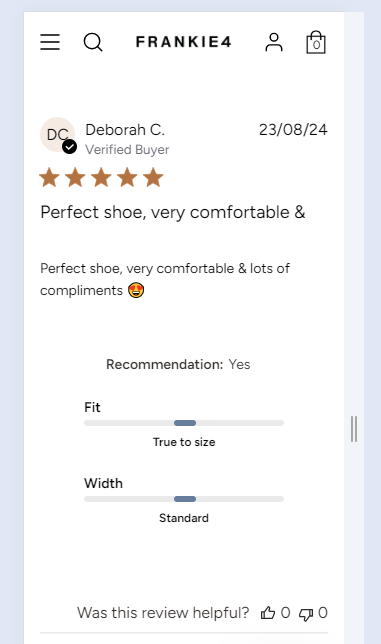 FRANKIE4
0
DC
Deborah C.
23/08/24
Verified Buyer
Perfect shoe, very comfortable &
Perfect shoe, very comfortable & lots of
compliments 😍
Recommendation: Yes
Fit
True to size
Width
Standard
Was this review helpful? 0 0